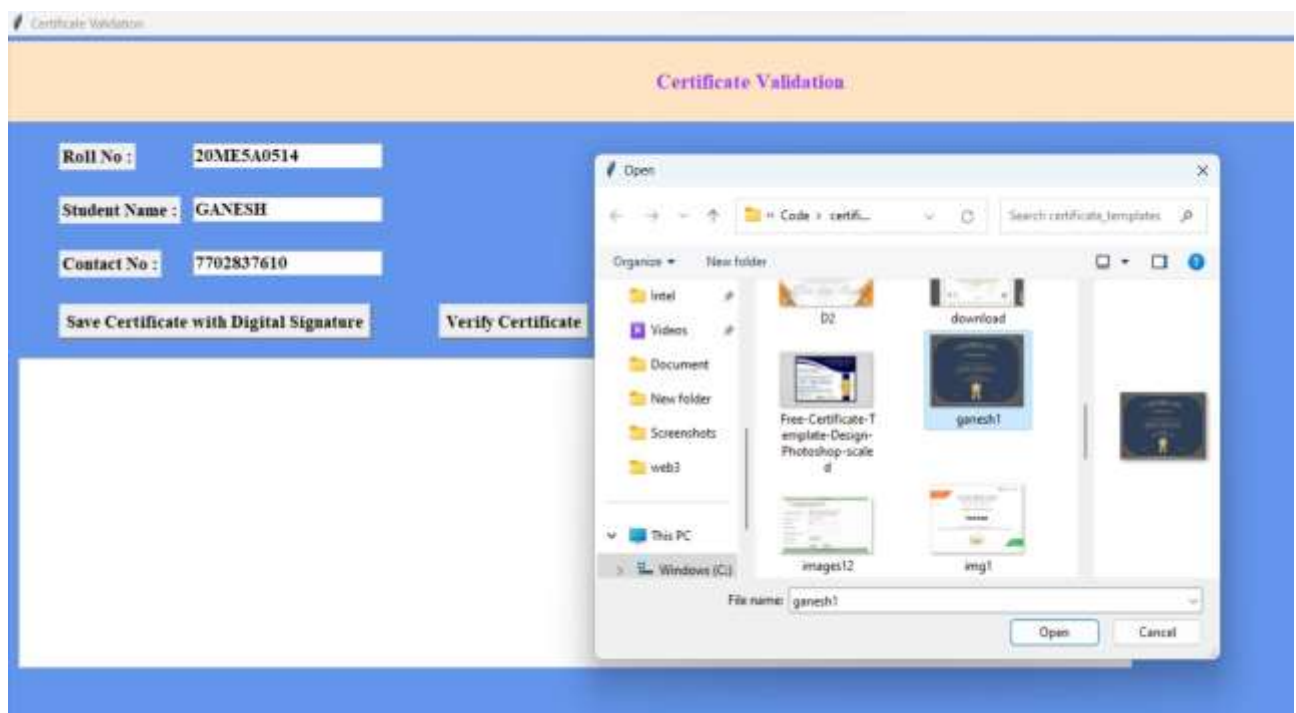 Certificate Validation
Certificate Validation
Roll No :
20ME5A0514
Student Name :
GANESH
Contact No :
7702837610
Save Certificate with Digital Signature
Verify Certificate
Open
« Code › certifi...
Search certificate_templates
Organize
New folder
Intel
Videos
Document
New folder
Screenshots
web3
This PC
Windows (C:)
D2
download
Free-Certificate-T
emplate-Design-
Photoshop-scale
d
ganesh1
images12
img1
File name:
ganesh1
Open
Cancel